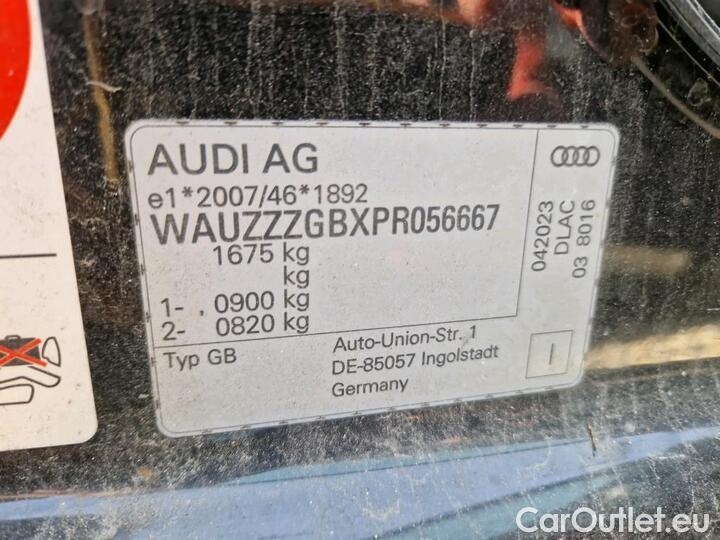 AUDI AG
e1*2007/46*1892
WAUZZZGBXPR056667
1675 kg
kg
1- . 0900 kg
2- 0820 kg
Typ GB
Auto-Union-Str. 1
DE-85057 Ingolstadt
Germany
042023
DLAC
03 8016
I
CarOutlet.eu